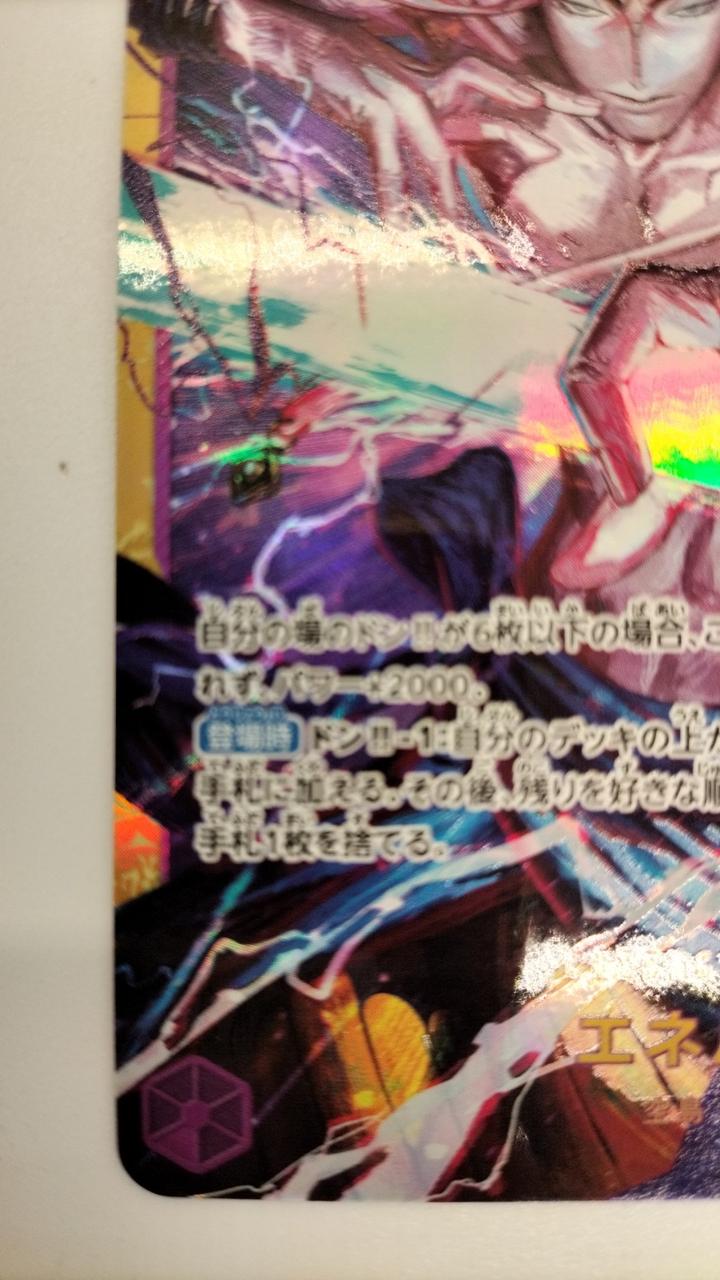 自分の場のドン!!が6枚以下の場合、こ
れず、パワー+2000。
登場時 ドン!!-1:自分のデッキの上か
手札に加える。その後、残りを好きな順
手札1枚を捨てる。
エネル
空島